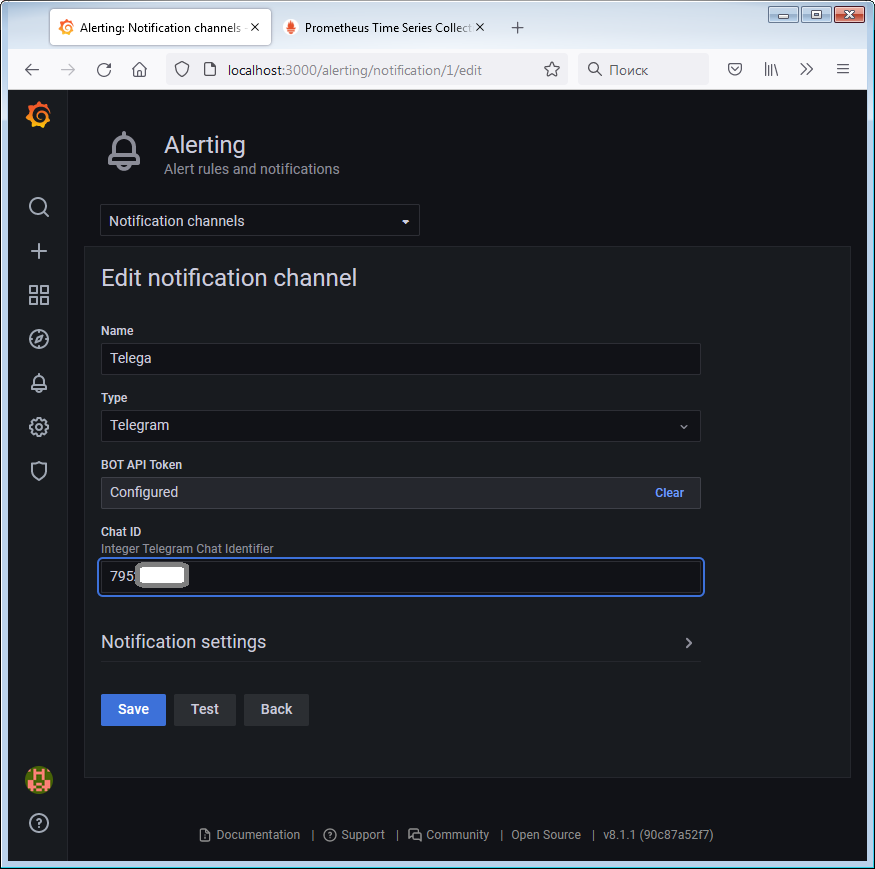 Alerting: Notification channels -
Prometheus Time Series Collect
localhost:3000/alerting/notification/1/edit
Поиск
Alerting
Alert rules and notifications
Notification channels
Edit notification channel
Name
Telega
Type
Telegram
BOT API Token
Configured Clear
Chat ID
Integer Telegram Chat Identifier
795
Notification settings
Save Test Back
Documentation | Support | Community | Open Source | v8.1.1 (90c87a52f7)